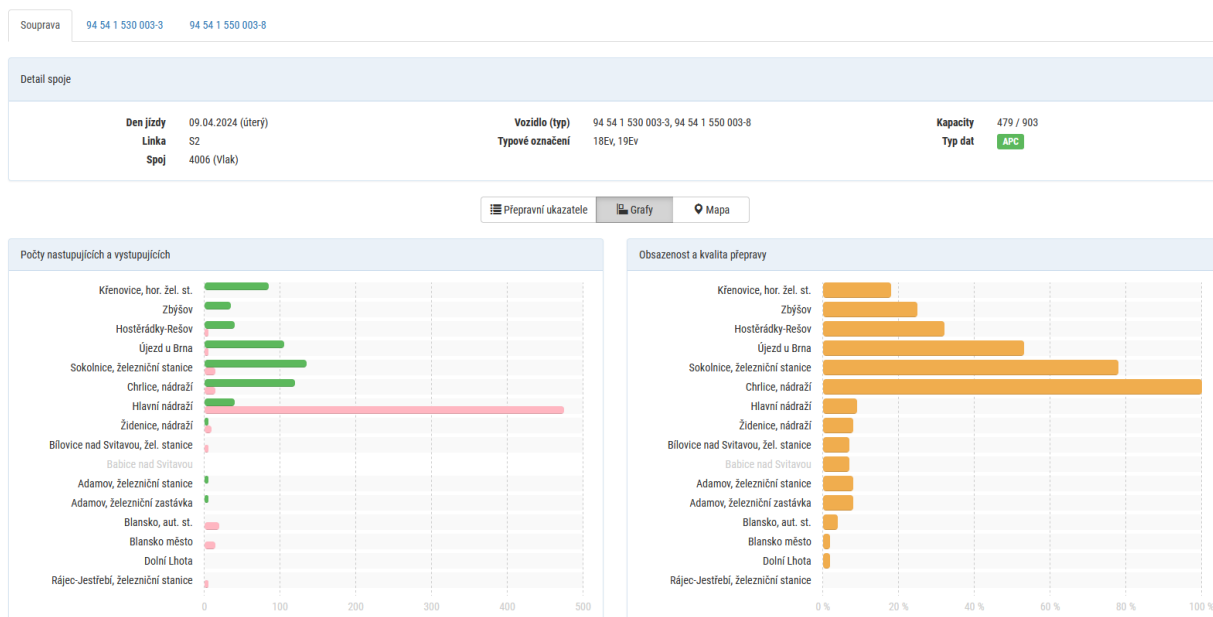 Souprava 94 54 1 530 003-3 94 54 1 550 003-8
Detail spoje
Den jízdy 09.04.2024 (úterý) Vozidlo (typ) 94 54 1 530 003-3, 94 54 1 550 003-8 Kapacity 479 / 903
Linka S2 Typové označení 18Ev, 19Ev Typ dat APC
Spoj 4006 (Vlak)
Přepravní ukazatele Grafy Mapa
Počty nastupujících a vystupujících
Křenovice, hor. žel. st.
Zbýšov
Hostěrádky-Rešov
Újezd u Brna
Sokolnice, železniční stanice
Chrlice, nádraží
Hlavní nádraží
Židenice, nádraží
Bílovice nad Svitavou, žel. stanice
Babice nad Svitavou
Adamov, železniční stanice
Adamov, železniční zastávka
Blansko, aut. st.
Blansko město
Dolní Lhota
Rájec-Jestřebí, železniční stanice
0 100 200 300 400 500
Obsazenost a kvalita přepravy
Křenovice, hor. žel. st.
Zbýšov
Hostěrádky-Rešov
Újezd u Brna
Sokolnice, železniční stanice
Chrlice, nádraží
Hlavní nádraží
Židenice, nádraží
Bílovice nad Svitavou, žel. stanice
Babice nad Svitavou
Adamov, železniční stanice
Adamov, železniční zastávka
Blansko, aut. st.
Blansko město
Dolní Lhota
Rájec-Jestřebí, železniční stanice
0 % 20 % 40 % 60 % 80 % 100 %